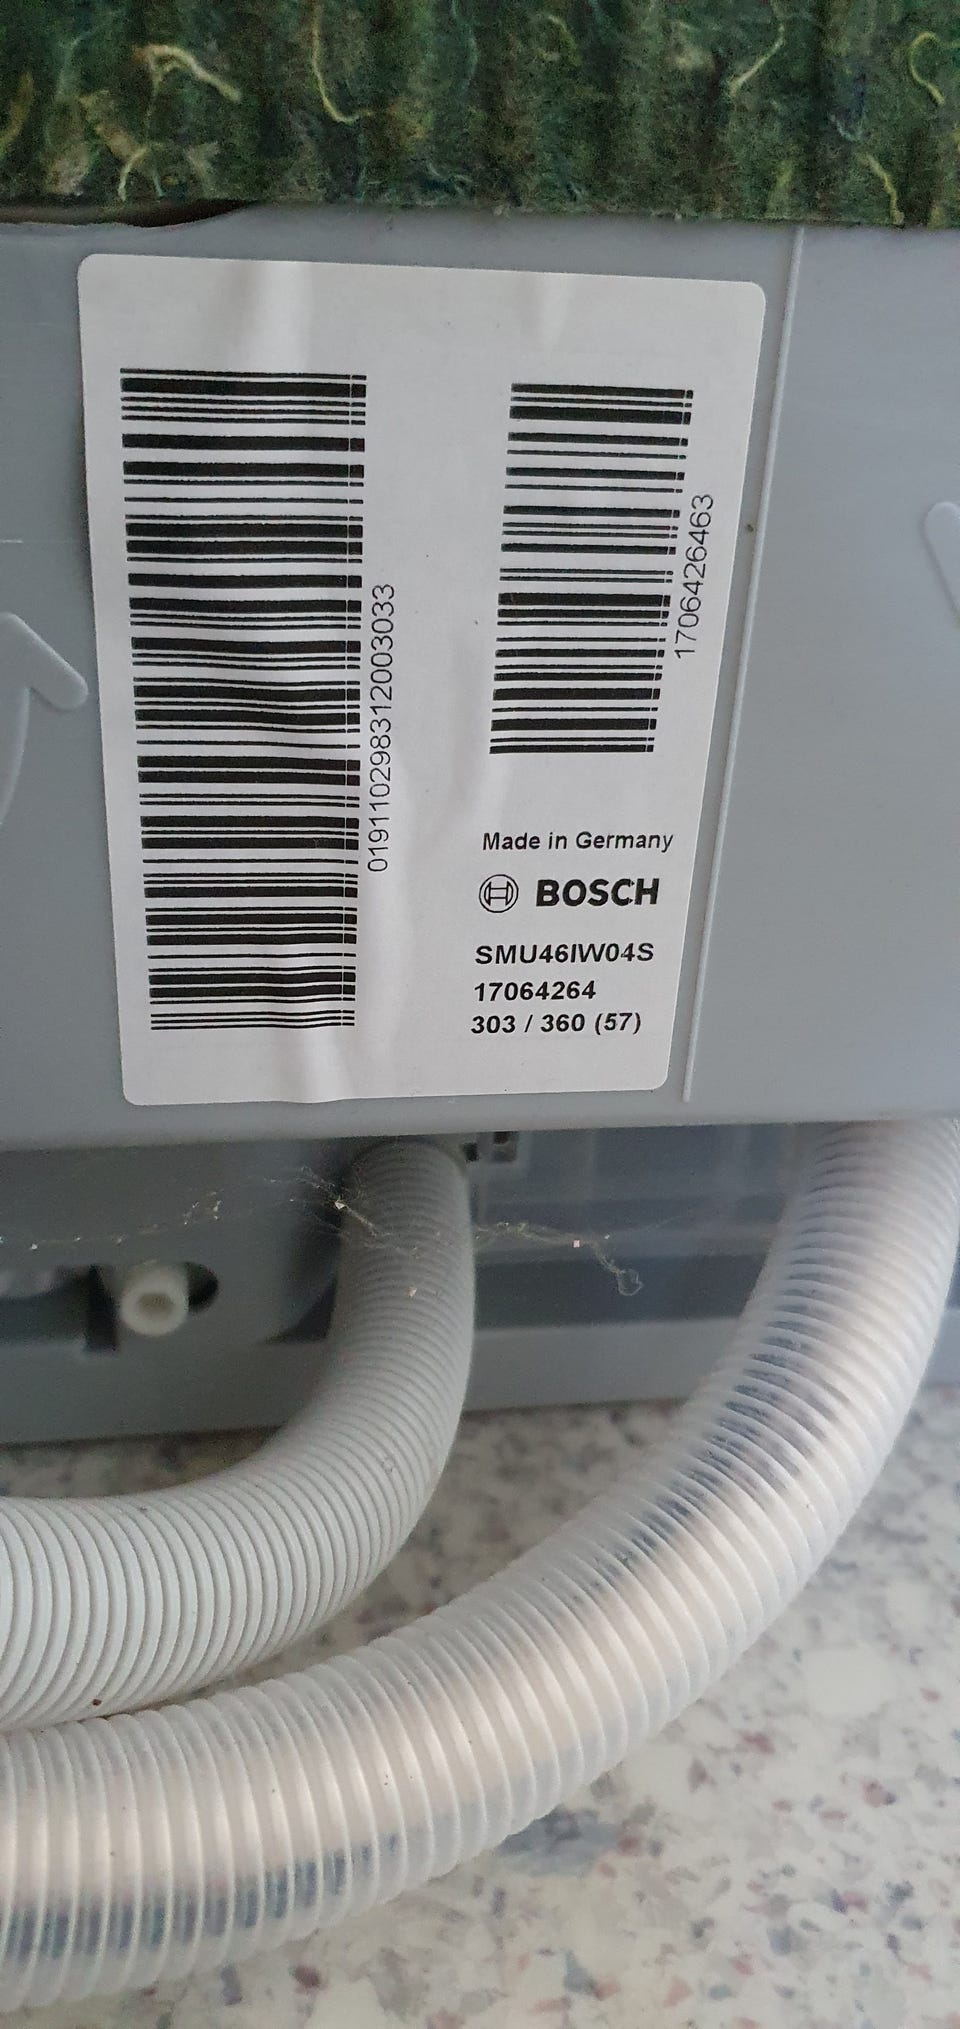 019110298312003033
1706426463
Made in Germany
BOSCH
SMU46IW04S
17064264
303 / 360 (57)